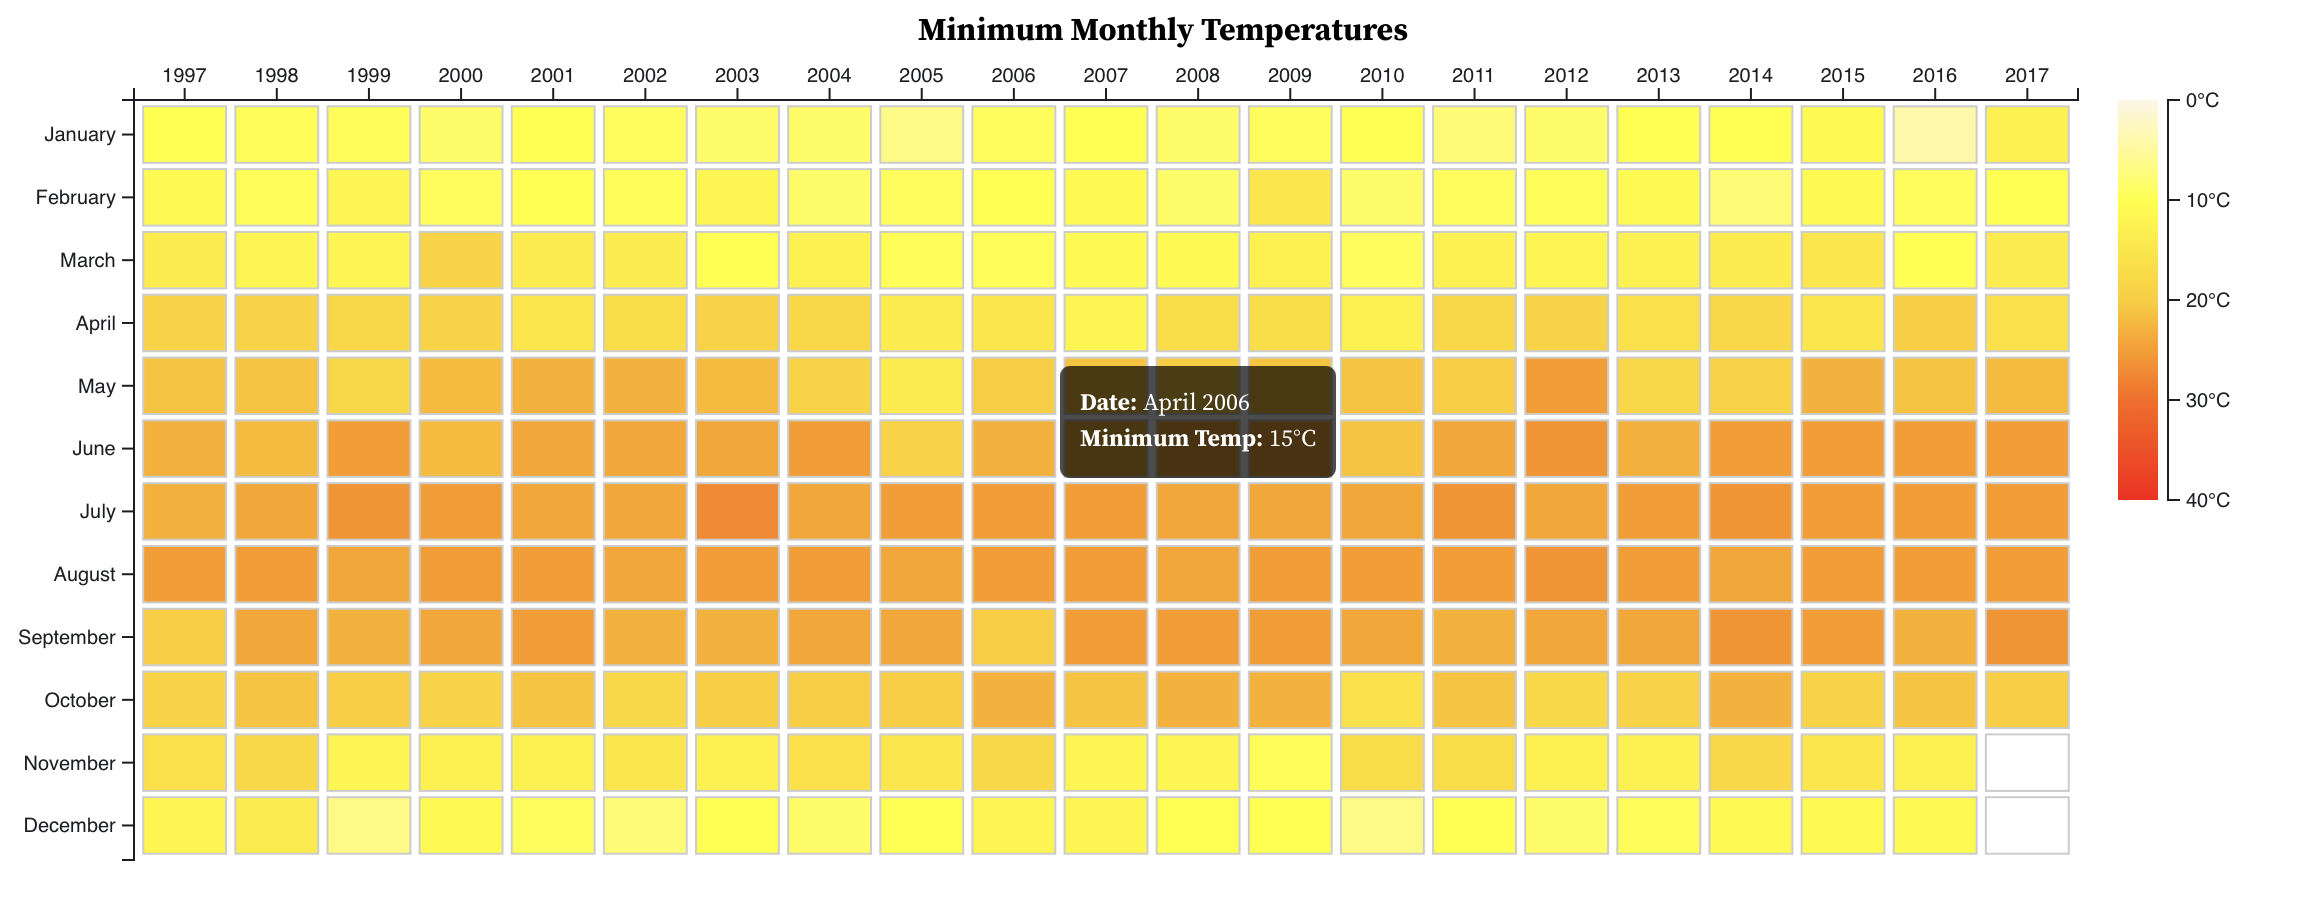 Minimum Monthly Temperatures
1997 1998 1999 2000 2001 2002 2003 2004 2005 2006 2007 2008 2009 2010 2011 2012 2013 2014 2015 2016 2017
January
February
March
April
May
June
July
August
September
October
November
December
Date: April 2006
Minimum Temp: 15°C
0°C
10°C
20°C
30°C
40°C